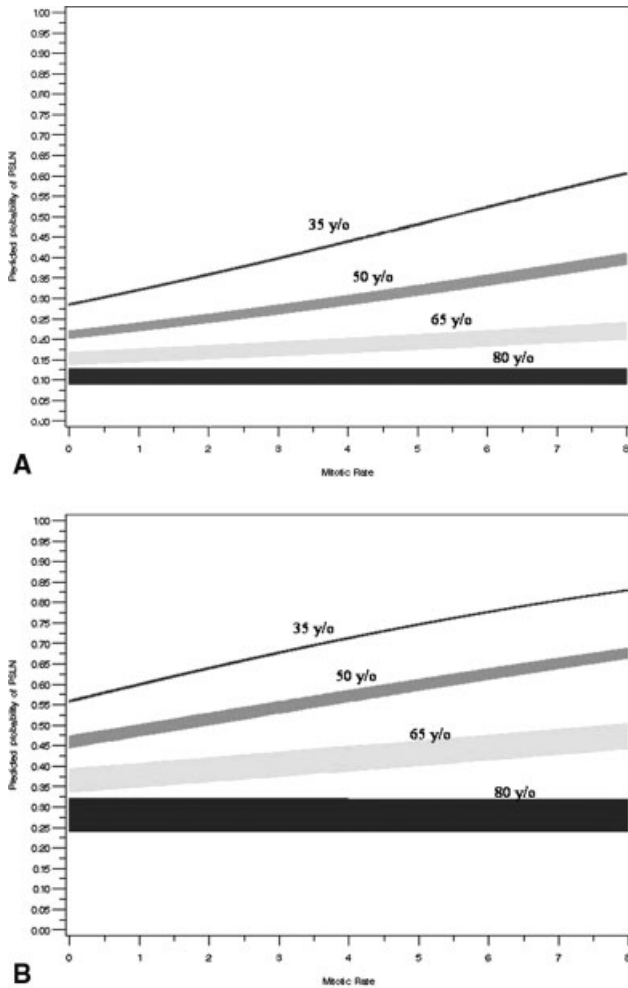 Predicted probability of PSLN
1.00
0.95
0.90
0.85
0.80
0.75
0.70
0.65
0.60
0.55
0.50
0.45
0.40
0.35
0.30
0.25
0.20
0.15
0.10
0.05
0.00
35 y/o
50 y/o
65 y/o
80 y/o
0 1 2 3 4 5 6 7 8
Mitotic Rate
A
Predicted probability of PSLN
1.00
0.95
0.90
0.85
0.80
0.75
0.70
0.65
0.60
0.55
0.50
0.45
0.40
0.35
0.30
0.25
0.20
0.15
0.10
0.05
0.00
35 y/o
50 y/o
65 y/o
80 y/o
0 1 2 3 4 5 6 7 8
Mitotic Rate
B